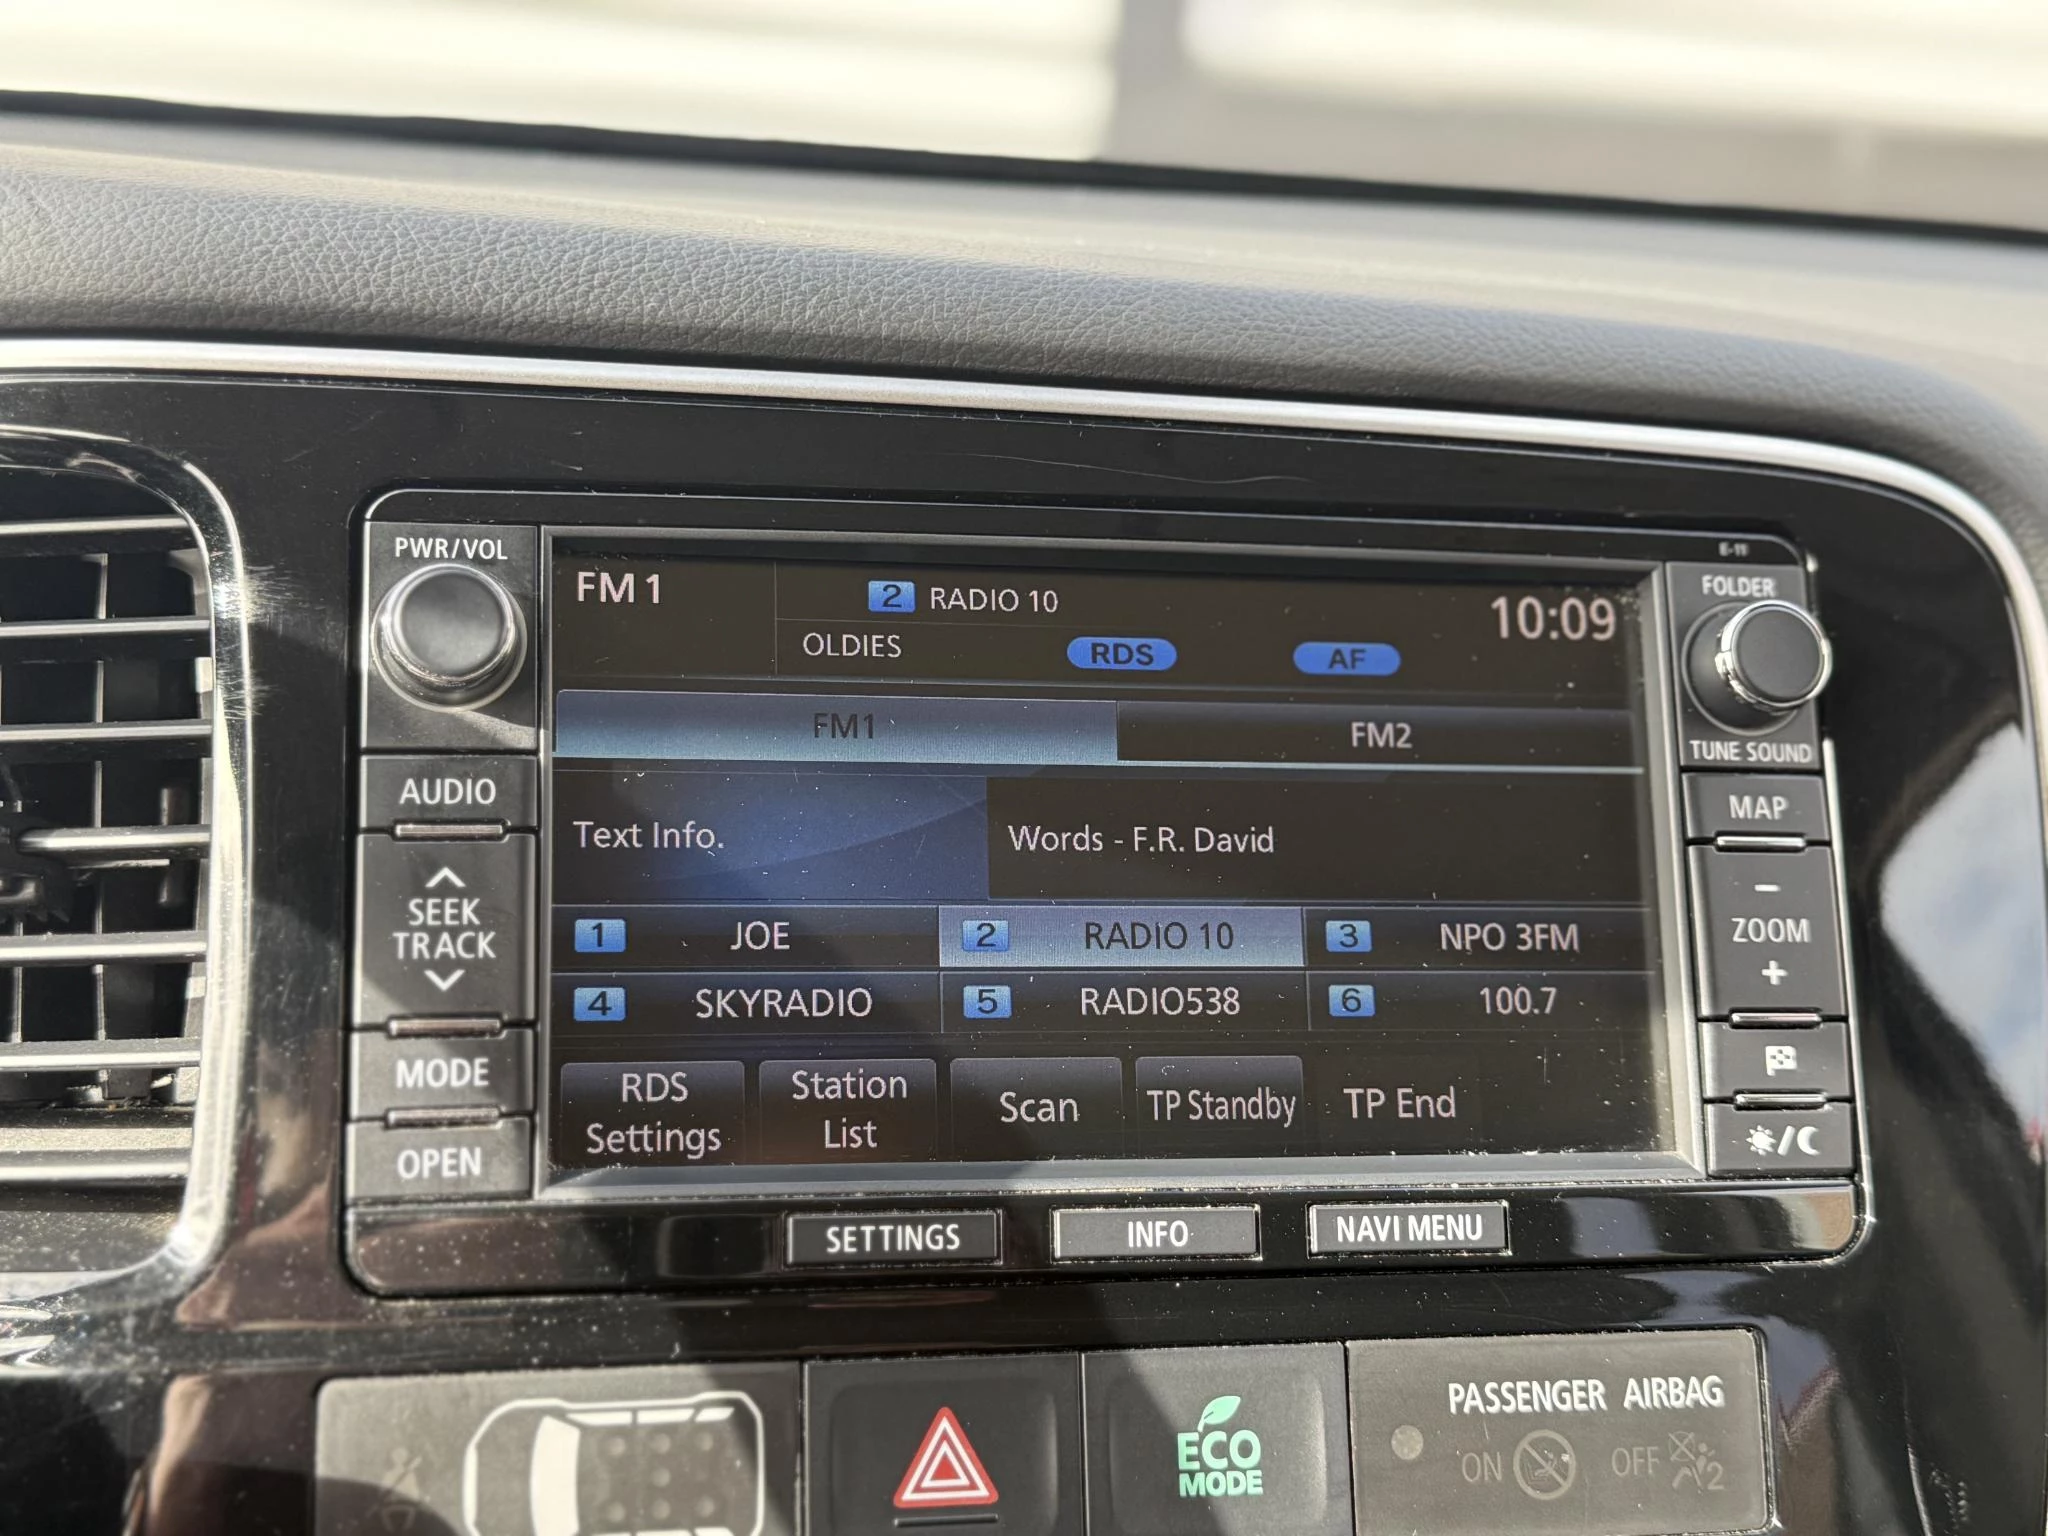 E-11
PWR/VOL
FOLDER
FM 1
2 RADIO 10
10:09
OLDIES
RDS
AF
TUNE SOUND
FM1
FM2
AUDIO
MAP
Text Info.
Words - F.R. David
SEEK
TRACK
- 
ZOOM
+
1 JOE
2 RADIO 10
3 NPO 3FM
4 SKYRADIO
5 RADIO538
6 100.7
MODE
RDS
Settings
Station
List
Scan
TP Standby
TP End
OPEN
SETTINGS
INFO
NAVI MENU
ECO
MODE
PASSENGER AIRBAG
ON
OFF
2